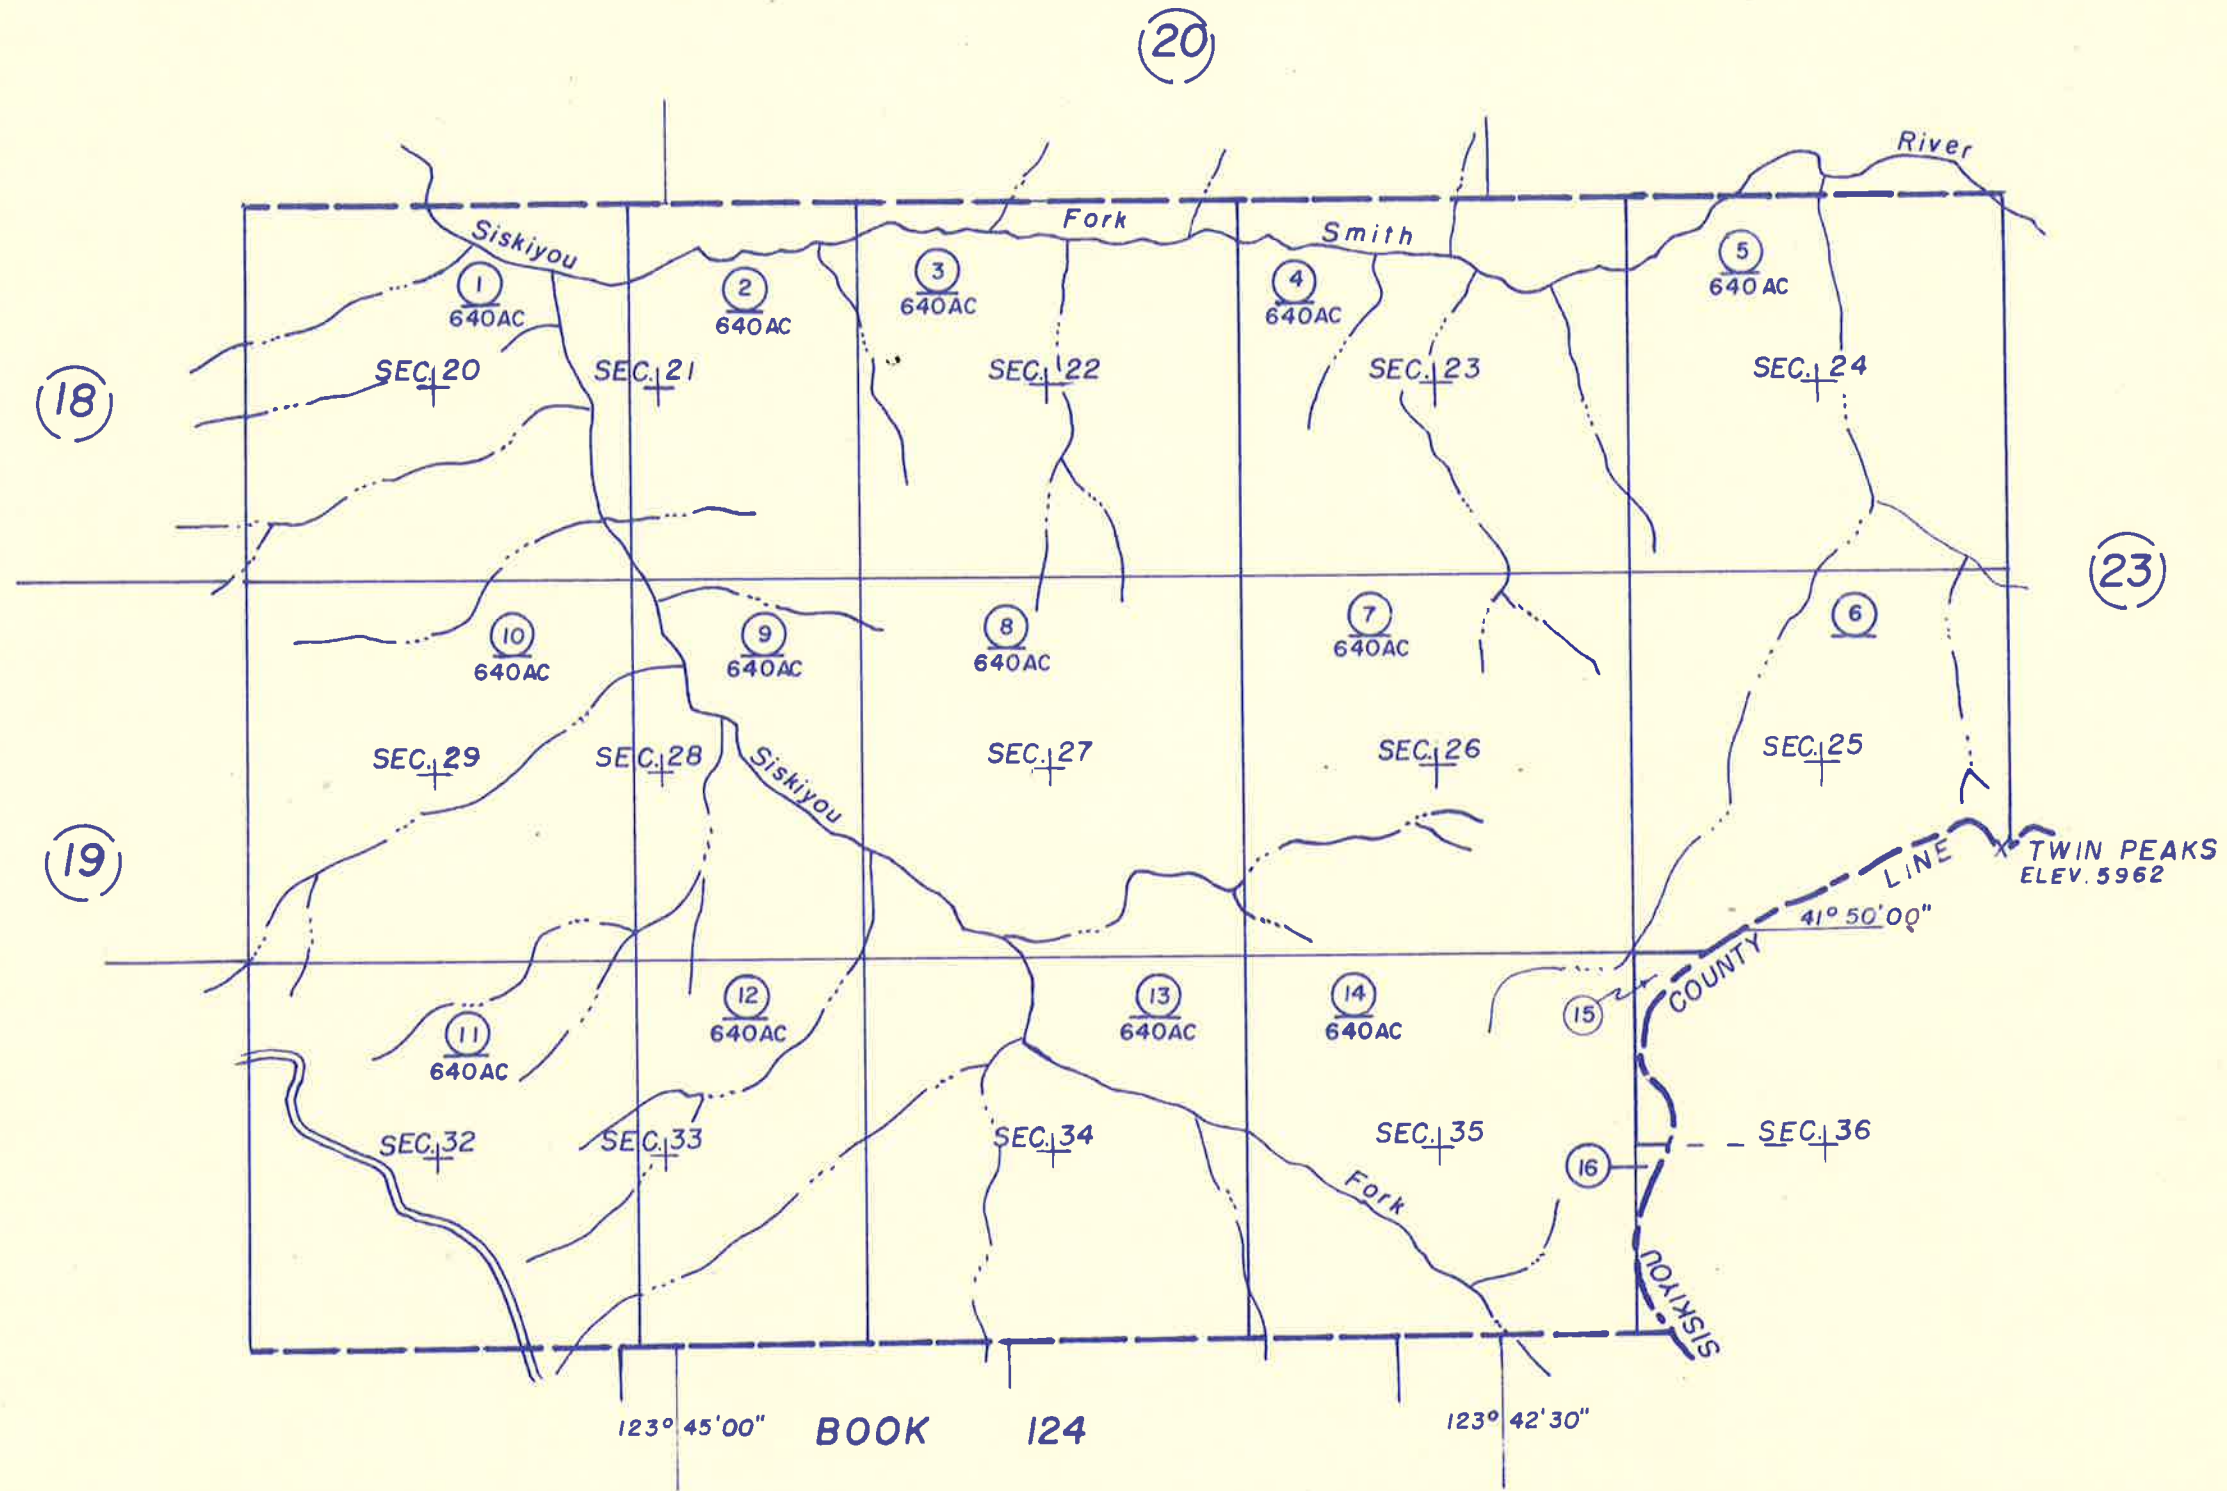 20
River
Siskiyou
Fork
Smith
1
640AC
2
640AC
3
640AC
4
640AC
5
640 AC
18
SEC. 20
SEC. 21
SEC. 22
SEC. 23
SEC. 24
23
10
640AC
9
640AC
8
640AC
7
640AC
6
SEC. 29
SEC. 28
SEC. 27
SEC. 26
SEC. 25
Siskiyou
19
TWIN PEAKS
ELEV. 5962
LINE
41° 50' 00"
COUNTY
11
640AC
12
640AC
13
640AC
14
640AC
15
SEC. 32
SEC. 33
SEC. 34
SEC. 35
SEC. 36
16
Fork
SISKIYOU
123° 45' 00"
BOOK 124
123° 42' 30"